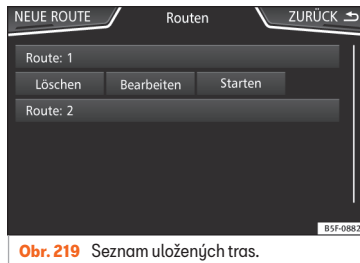 NEUE ROUTE Routen ZURÜCK
Route: 1
Löschen Bearbeiten Starten
Route: 2
B5F-0882
Obr. 219 Seznam uložených tras.